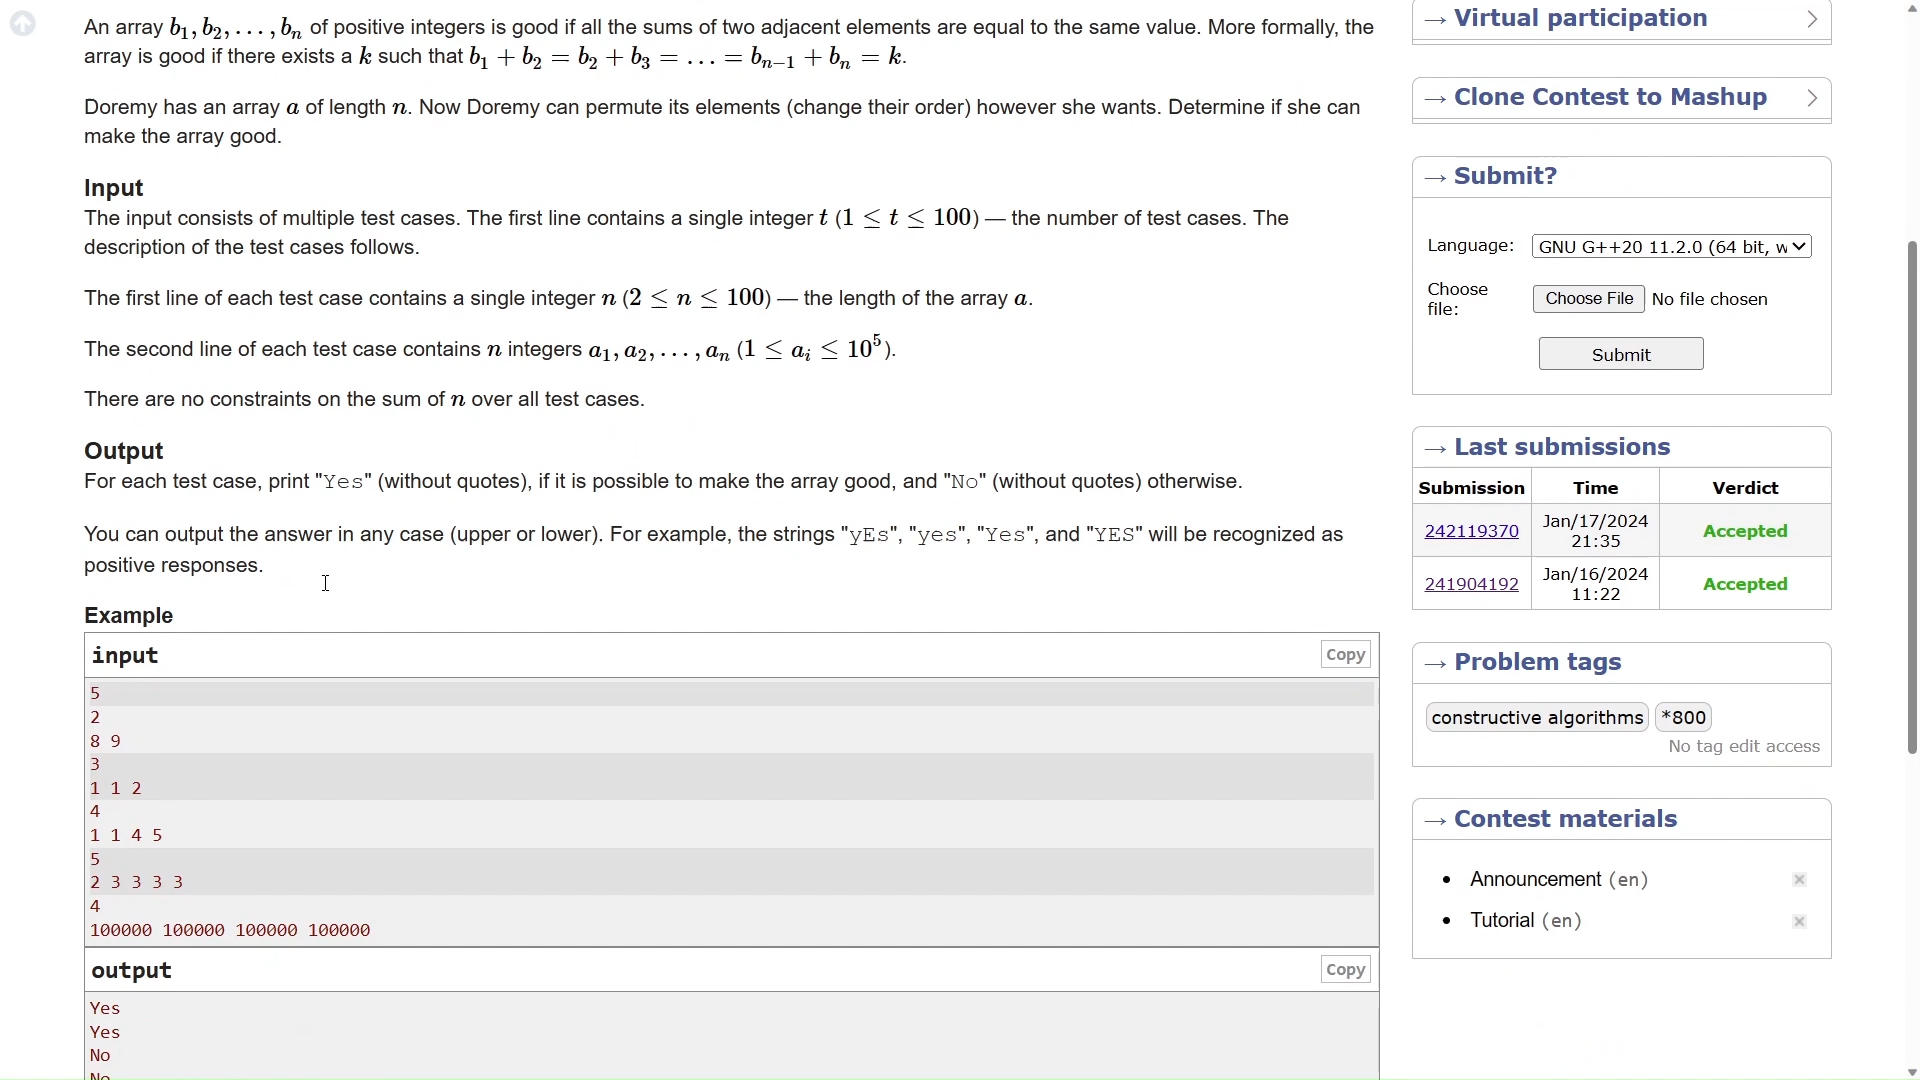 An array b1, b2, . . . , bn of positive integers is good if all the sums of two adjacent elements are equal to the same value. More formally, the
array is good if there exists a k such that b1 + b2 = b2 + b3 = . . . = bn−1 + bn = k.
Doremy has an array a of length n. Now Doremy can permute its elements (change their order) however she wants. Determine if she can
make the array good.
Input
The input consists of multiple test cases. The first line contains a single integer t (1 ≤ t ≤ 100) — the number of test cases. The
description of the test cases follows.
The first line of each test case contains a single integer n (2 ≤ n ≤ 100) — the length of the array a.
The second line of each test case contains n integers a1, a2, . . . , an (1 ≤ ai ≤ 10^5).
There are no constraints on the sum of n over all test cases.
Output
For each test case, print "Yes" (without quotes), if it is possible to make the array good, and "No" (without quotes) otherwise.
You can output the answer in any case (upper or lower). For example, the strings "yEs", "yes", "Yes", and "YES" will be recognized as
positive responses.
Example
input
Copy
5
2
8 9
3
1 1 2
4
1 1 4 5
5
2 3 3 3 3
4
100000 100000 100000 100000
output
Copy
Yes
Yes
No
No
→ Virtual participation
→ Clone Contest to Mashup
→ Submit?
Language: GNU G++20 11.2.0 (64 bit, w
Choose
file:
Choose File No file chosen
Submit
→ Last submissions
Submission Time Verdict
242119370 Jan/17/2024 21:35 Accepted
241904192 Jan/16/2024 11:22 Accepted
→ Problem tags
constructive algorithms *800
No tag edit access
→ Contest materials
• Announcement (en)
• Tutorial (en)